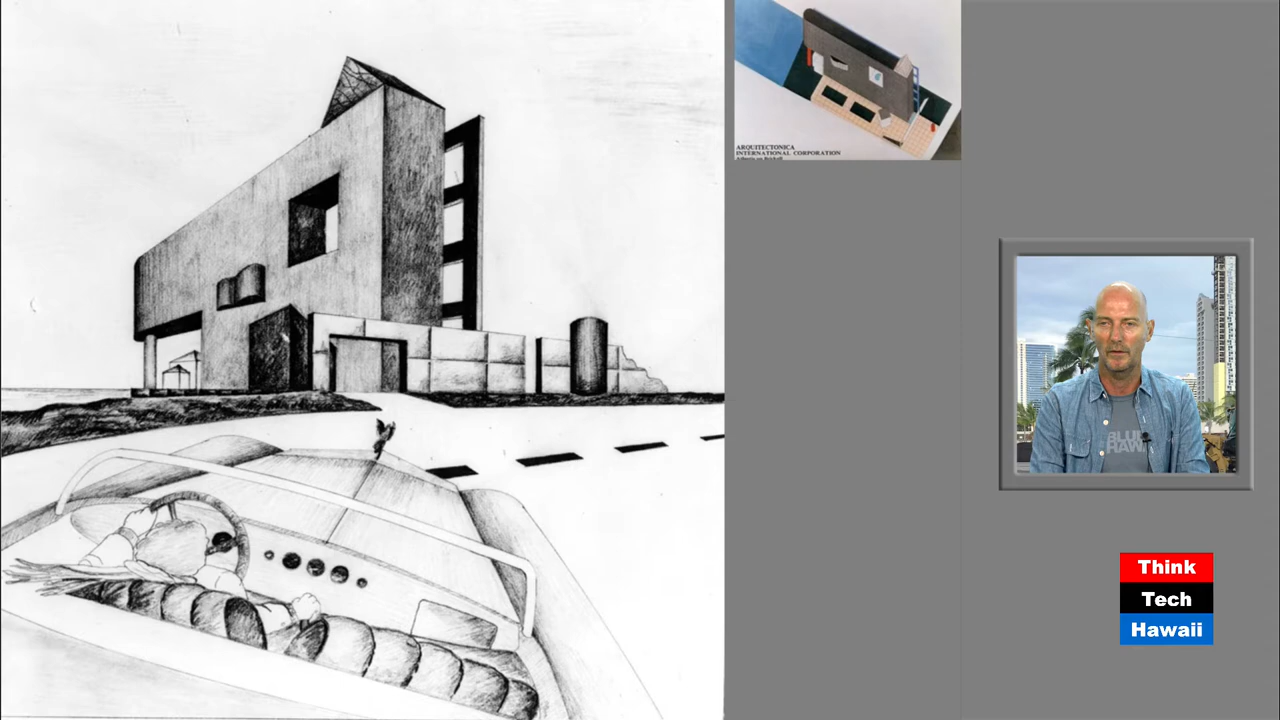 ARQUITECTONICA
INTERNATIONAL CORPORATION
Think
Tech
Hawaii